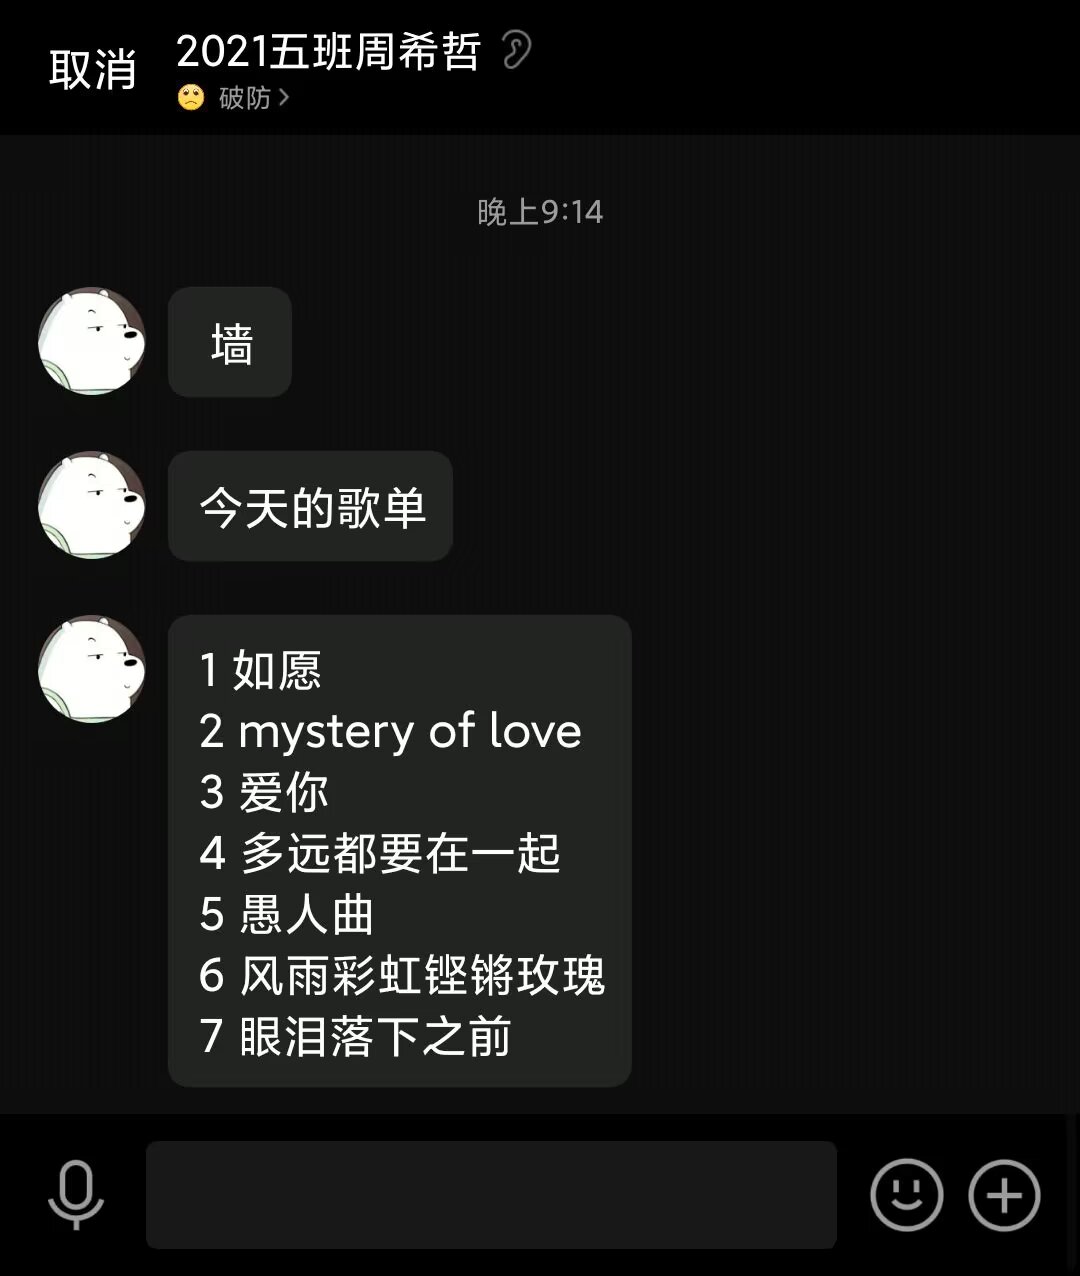 取消
2021五班周希哲
破防
晚上9:14
墙
今天的歌单
1 如愿
2 mystery of love
3 爱你
4 多远都要在一起
5 愚人曲
6 风雨彩虹铿锵玫瑰
7 眼泪落下之前